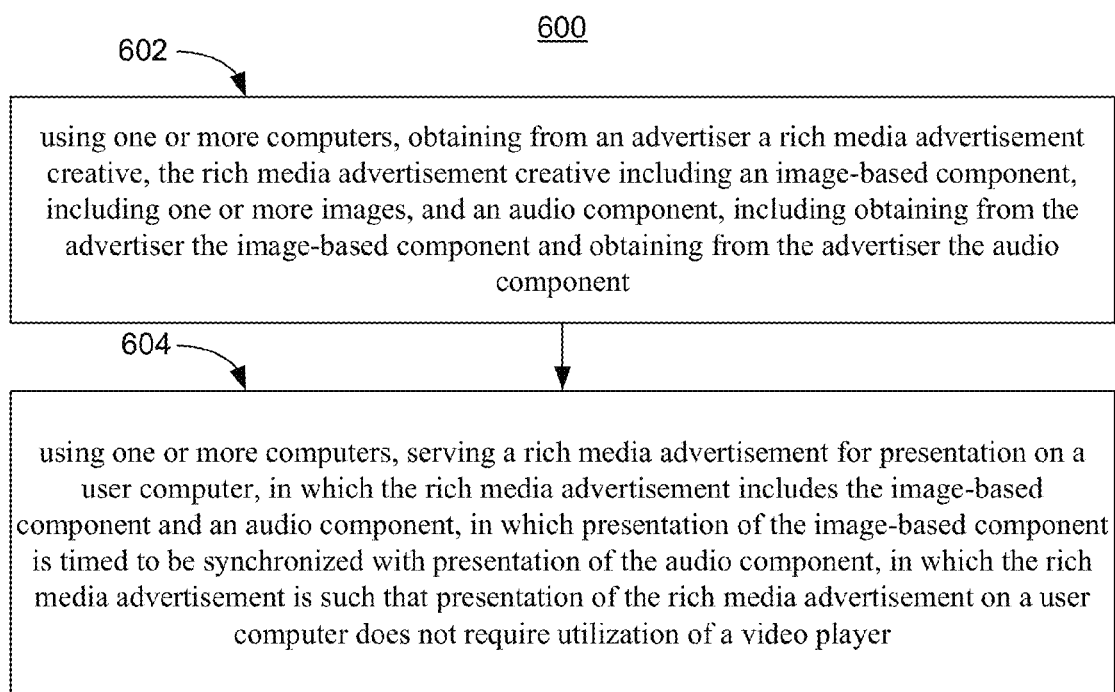 600
602
using one or more computers, obtaining from an advertiser a rich media advertisement
creative, the rich media advertisement creative including an image-based component,
including one or more images, and an audio component, including obtaining from the
advertiser the image-based component and obtaining from the advertiser the audio
component
604
using one or more computers, serving a rich media advertisement for presentation on a
user computer, in which the rich media advertisement includes the image-based
component and an audio component, in which presentation of the image-based component
is timed to be synchronized with presentation of the audio component, in which the rich
media advertisement is such that presentation of the rich media advertisement on a user
computer does not require utilization of a video player